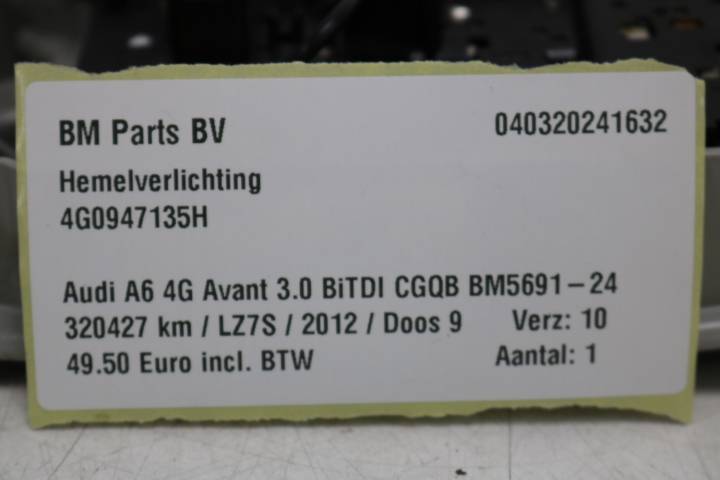 BM Parts BV 040320241632
Hemelverlichting
4G0947135H
Audi A6 4G Avant 3.0 BiTDI CGQB BM5691-24
320427 km / LZ7S / 2012 / Doos 9 Verz: 10
49.50 Euro incl. BTW Aantal: 1